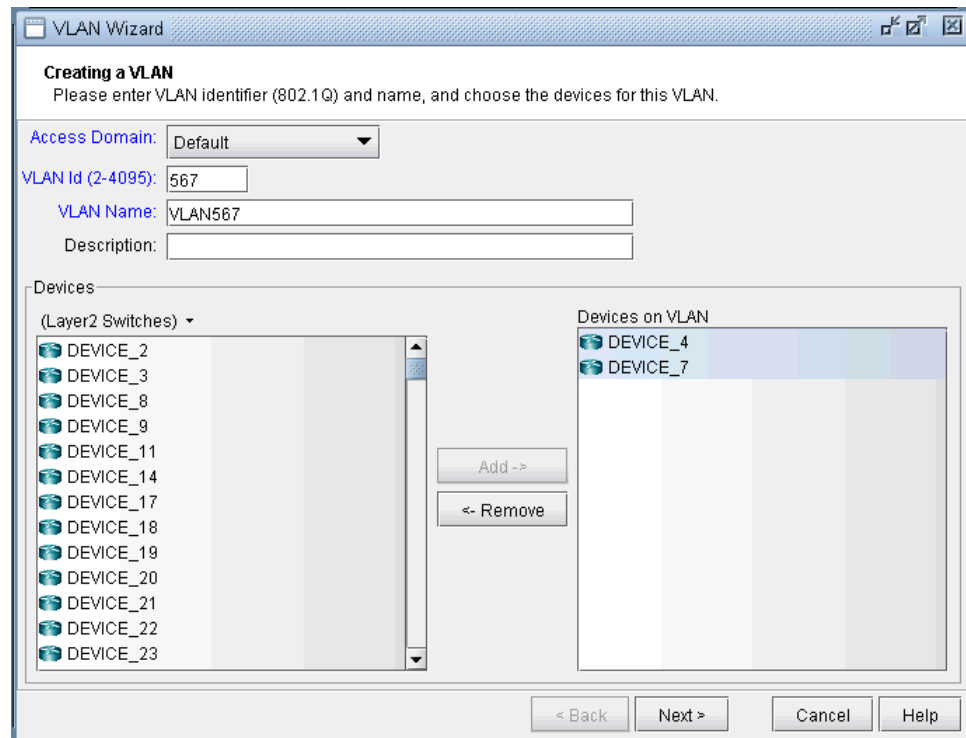 VLAN Wizard
Creating a VLAN
Please enter VLAN identifier (802.1Q) and name, and choose the devices for this VLAN.
Access Domain: Default
VLAN Id (2-4095): 567
VLAN Name: VLAN567
Description:
Devices
(Layer2 Switches)
DEVICE_2
DEVICE_3
DEVICE_8
DEVICE_9
DEVICE_11
DEVICE_14
DEVICE_17
DEVICE_18
DEVICE_19
DEVICE_20
DEVICE_21
DEVICE_22
DEVICE_23
Add ->
<- Remove
Devices on VLAN
DEVICE_4
DEVICE_7
< Back
Next >
Cancel
Help